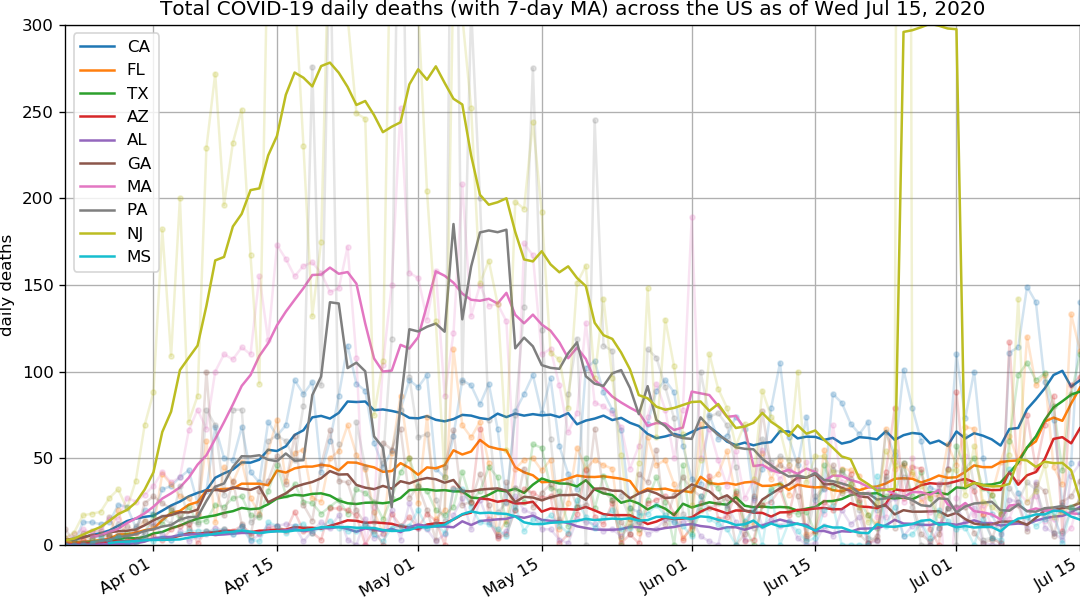 Total COVID-19 daily deaths (with 7-day MA) across the US as of Wed Jul 15, 2020
300
250
200
150
100
50
0
daily deaths
CA
FL
TX
AZ
AL
GA
MA
PA
NJ
MS
Apr 01
Apr 15
May 01
May 15
Jun 01
Jun 15
Jul 01
Jul 15